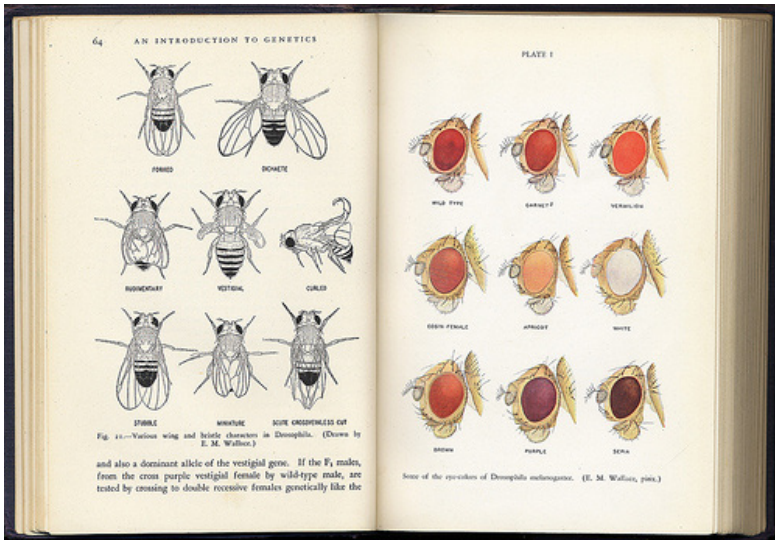 64 AN INTRODUCTION TO GENETICS
FORKED DICHAETE
RUDIMENTARY VESTIGIAL CURLED
STUBBLE MINIATURE SCUTE CROSSVEINLESS CUT
Fig. 21.—Various wing and bristle characters in Drosophila. (Drawn by
E. M. Wallace.)
and also a dominant allele of the vestigial gene. If the F₁ males,
from the cross purple vestigial female by wild-type male, are
tested by crossing to double recessive females genetically like the
PLATE I
WILD TYPE GARNET² VERMILION
EOSIN-FEMALE APRICOT WHITE
BROWN PURPLE SEPIA
Some of the eye-colors of Drosophila melanogaster. (E. M. Wallace, pinx.)